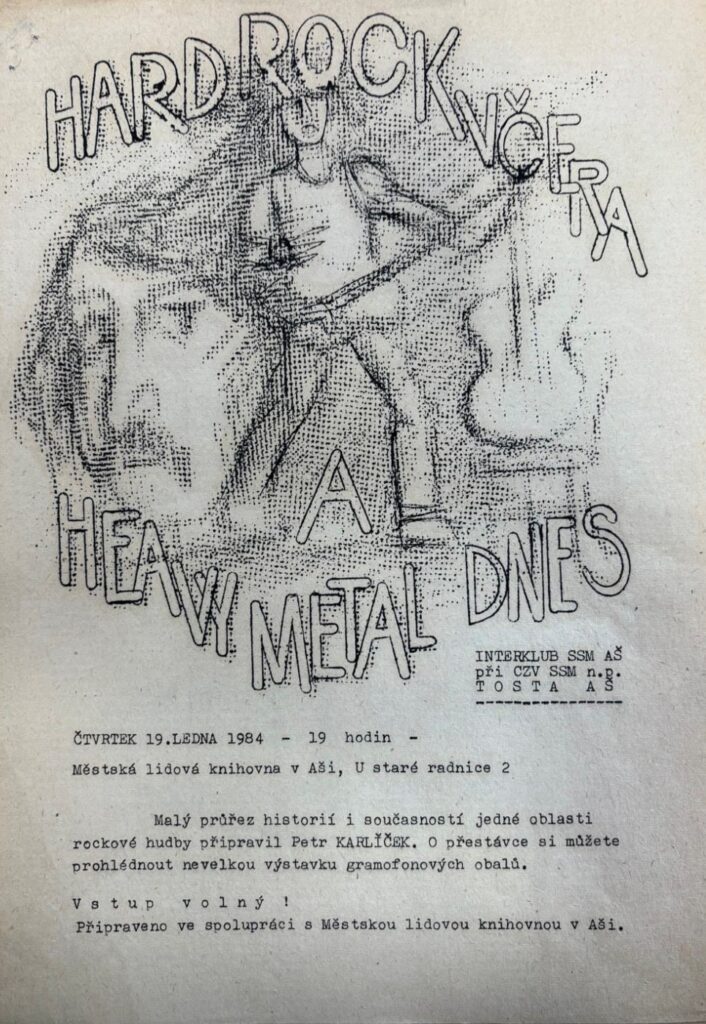 HARD ROCK VČERA
A
HEAVY METAL DNES
INTERKLUB SSM AŠ
při CZV SSM n.p.
TOSTA AŠ
ČTVRTEK 19.LEDNA 1984 - 19 hodin -
Městská lidová knihovna v Aši, U staré radnice 2
Malý průřez historií i současností jedné oblasti
rockové hudby připravil Petr KARLÍČEK. O přestávce si můžete
prohlédnout nevelkou výstavku gramofonových obalů.
Vstup volný !
Připraveno ve spolupráci s Městskou lidovou knihovnou v Aši.